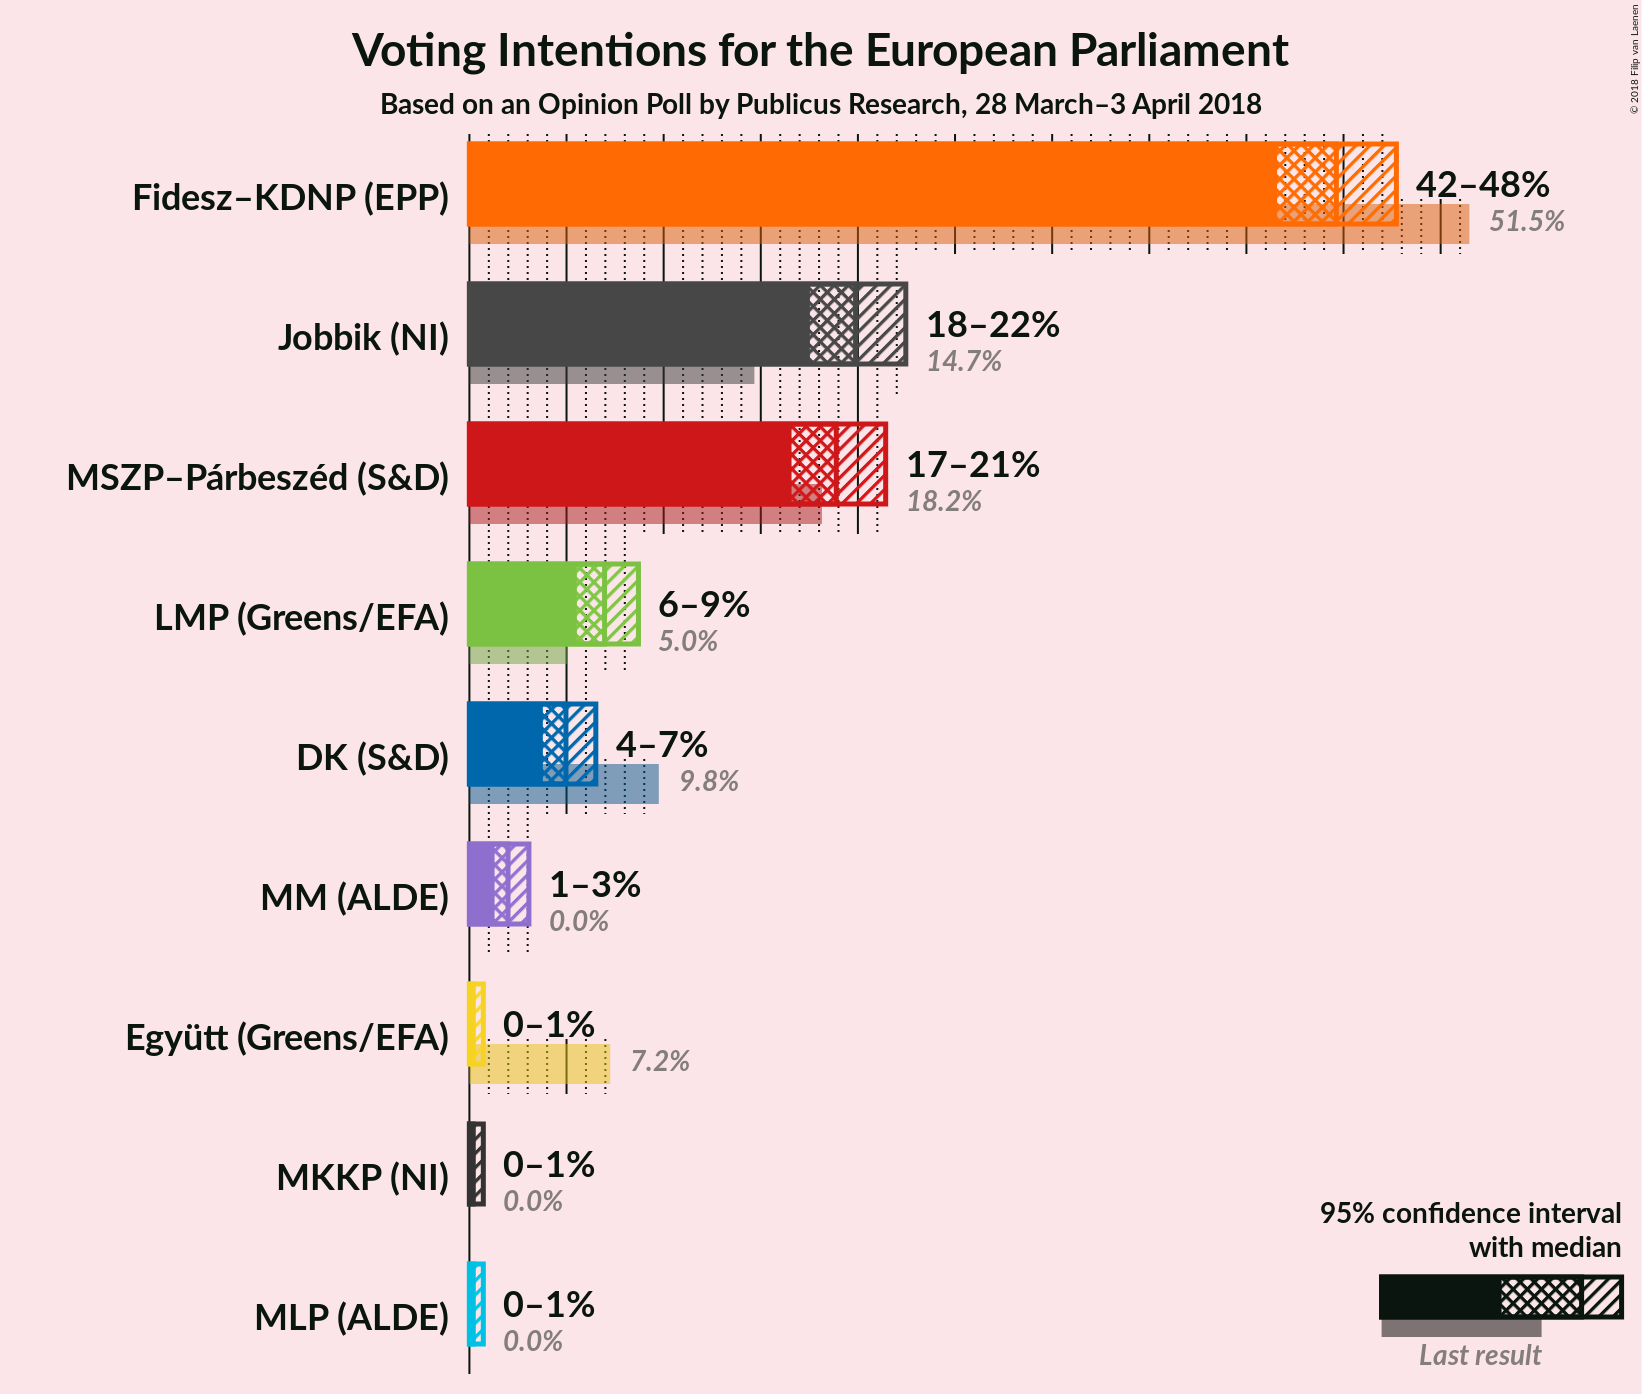 Voting Intentions for the European Parliament
Based on an Opinion Poll by Publicus Research, 28 March–3 April 2018
© 2018 Filip van Laenen
Fidesz–KDNP (EPP)
42–48%
51.5%
Jobbik (NI)
18–22%
14.7%
MSZP–Párbeszéd (S&D)
17–21%
18.2%
LMP (Greens/EFA)
6–9%
5.0%
DK (S&D)
4–7%
9.8%
MM (ALDE)
1–3%
0.0%
Együtt (Greens/EFA)
0–1%
7.2%
MKKP (NI)
0–1%
0.0%
MLP (ALDE)
0–1%
0.0%
95% confidence interval
with median
Last result